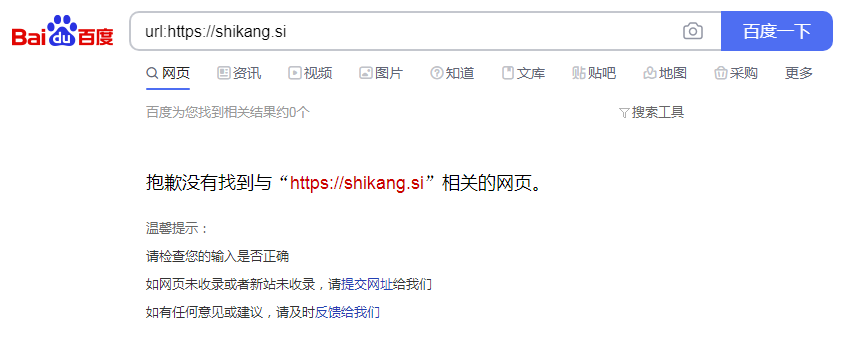 Bai du 百度 url:https://shikang.si 百度一下
网页 资讯 视频 图片 知道 文库 贴吧 地图 采购 更多
百度为您找到相关结果约0个 搜索工具
抱歉没有找到与“https://shikang.si”相关的网页。
温馨提示：
请检查您的输入是否正确
如网页未收录或者新站未收录，请提交网址给我们
如有任何意见或建议，请及时反馈给我们